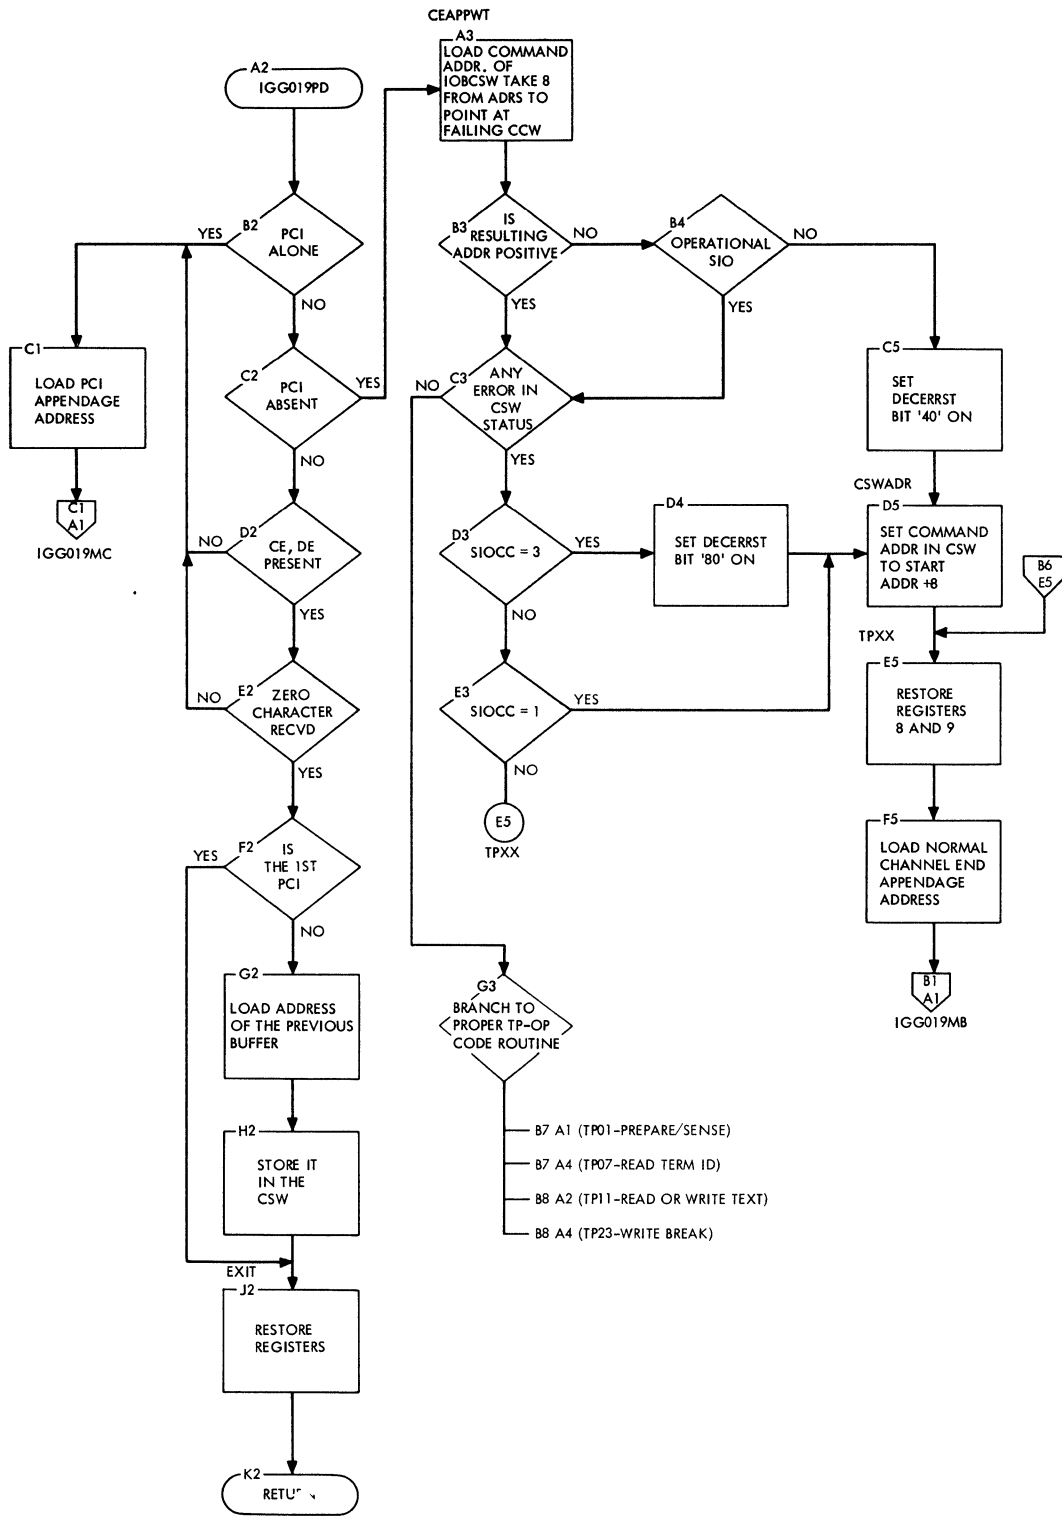 CEAPPWT
A3
LOAD COMMAND
ADDR. OF
IOBCSW TAKE 8
FROM ADRS TO
POINT AT
FAILING CCW
A2
IGG019PD
B2
PCI
ALONE
YES
NO
B3
IS
RESULTING
ADDR POSITIVE
NO
YES
B4
OPERATIONAL
SIO
NO
YES
C1
LOAD PCI
APPENDAGE
ADDRESS
C1
A1
IGG019MC
C2
PCI
ABSENT
YES
NO
C3
ANY
ERROR IN
CSW
STATUS
NO
YES
C5
SET
DECERRST
BIT '40' ON
CSWADR
D2
CE, DE
PRESENT
NO
YES
D3
SIOCC = 3
YES
NO
D4
SET DECERRST
BIT '80' ON
D5
SET COMMAND
ADDR IN CSW
TO START
ADDR +8
B6
E5
TPXX
E2
ZERO
CHARACTER
RECVD
NO
YES
E3
SIOCC = 1
YES
NO
E5
TPXX
E5
RESTORE
REGISTERS
8 AND 9
F2
IS
THE 1ST
PCI
YES
NO
F5
LOAD NORMAL
CHANNEL END
APPENDAGE
ADDRESS
B1
A1
IGG019MB
G2
LOAD ADDRESS
OF THE PREVIOUS
BUFFER
G3
BRANCH TO
PROPER TP-OP
CODE ROUTINE
B7 A1 (TP01-PREPARE/SENSE)
B7 A4 (TP07-READ TERM ID)
B8 A2 (TP11-READ OR WRITE TEXT)
B8 A4 (TP23-WRITE BREAK)
H2
STORE IT
IN THE
CSW
EXIT
J2
RESTORE
REGISTERS
K2